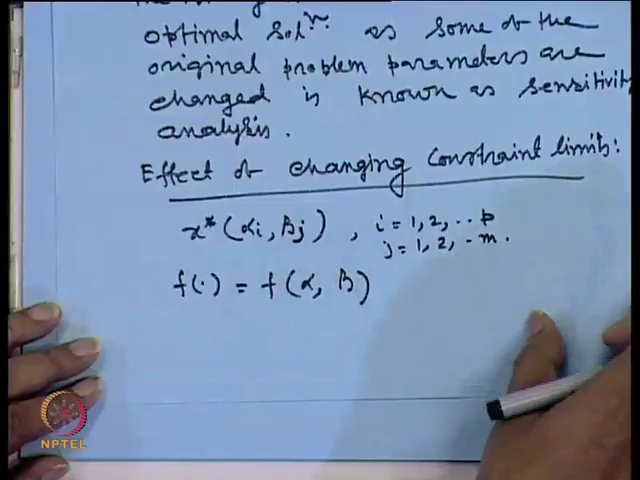 optimal Solⁿ. as some of the
original problem parameters are
changed is known as sensitivity
analysis.
Effect of changing constraint limits:
x*(αi, βj) , i = 1, 2, .. p
j = 1, 2, - m.
f(·) = f(α, β)
NPTEL